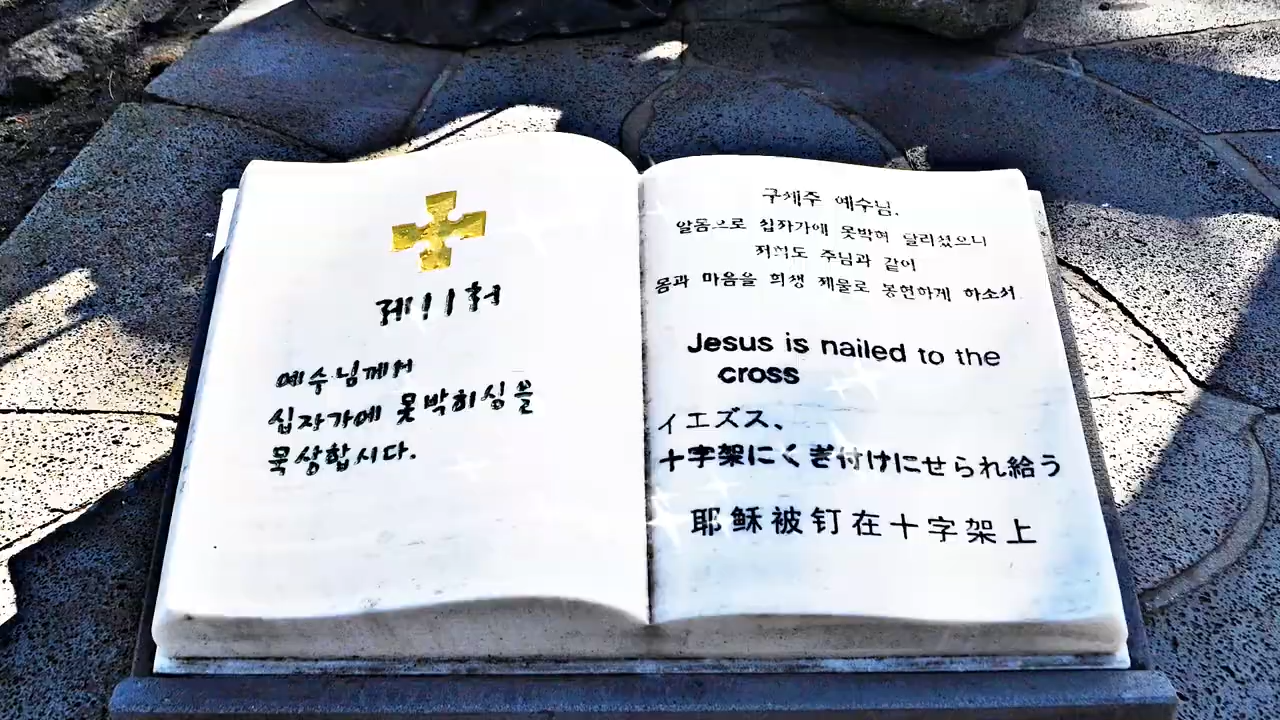 제11처
예수님께서
십자가에 못박히심을
묵상합시다.
구세주 예수님.
알몸으로 십자가에 못박혀 달리셨으니
저희도 주님과 같이
몸과 마음을 희생 제물로 봉헌하게 하소서
Jesus is nailed to the
cross
イエズス、
十字架にくぎ付けにせられ給う
耶稣被钉在十字架上